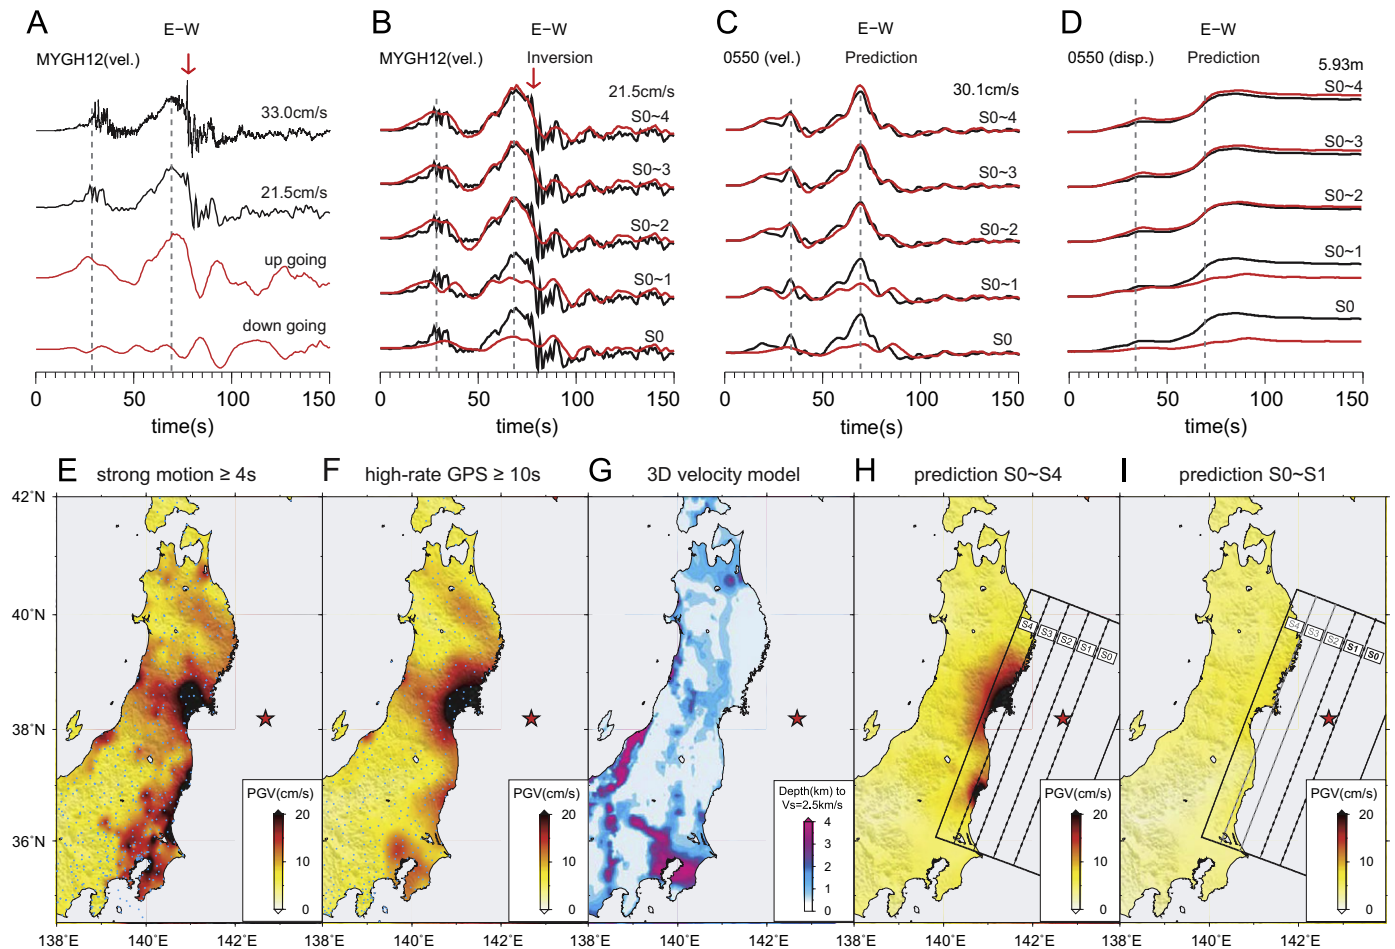 A
E−W
MYGH12(vel.)
33.0cm/s
21.5cm/s
up going
down going
0 50 100 150
time(s)
B
E−W
MYGH12(vel.)
Inversion
21.5cm/s
S0~4
S0~3
S0~2
S0~1
S0
0 50 100 150
time(s)
C
E−W
0550 (vel.)
Prediction
30.1cm/s
S0~4
S0~3
S0~2
S0~1
S0
0 50 100 150
time(s)
D
E−W
0550 (disp.)
Prediction
5.93m
S0~4
S0~3
S0~2
S0~1
S0
0 50 100 150
time(s)
E strong motion ≥ 4s
42°N
40°N
38°N
36°N
PGV(cm/s)
20
10
0
138°E 140°E 142°E
F high-rate GPS ≥ 10s
PGV(cm/s)
20
10
0
138°E 140°E 142°E
G 3D velocity model
Depth(km) to
Vs=2.5km/s
4
3
2
1
0
138°E 140°E 142°E
H prediction S0~S4
S4 S3 S2 S1 S0
PGV(cm/s)
20
10
0
138°E 140°E 142°E
I prediction S0~S1
S4 S3 S2 S1 S0
PGV(cm/s)
20
10
0
138°E 140°E 142°E